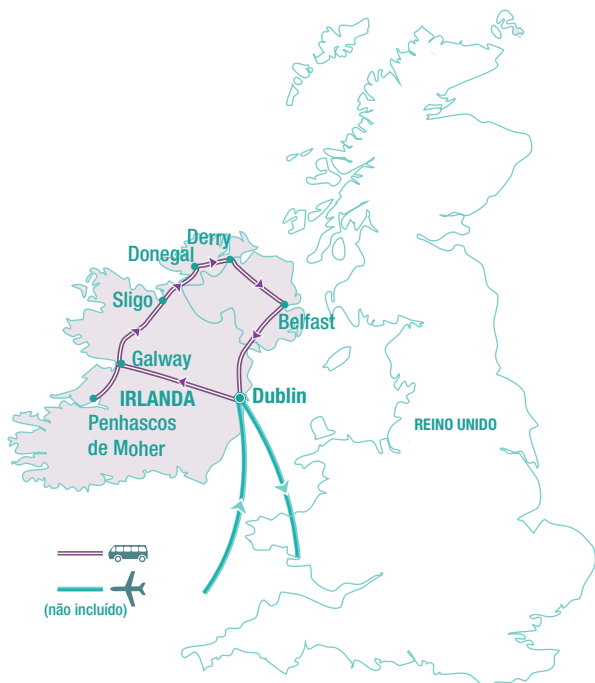 Derry
Donegal
Sligo
Belfast
Galway
IRLANDA
Dublin
Penhascos
de Moher
REINO UNIDO
(não incluído)